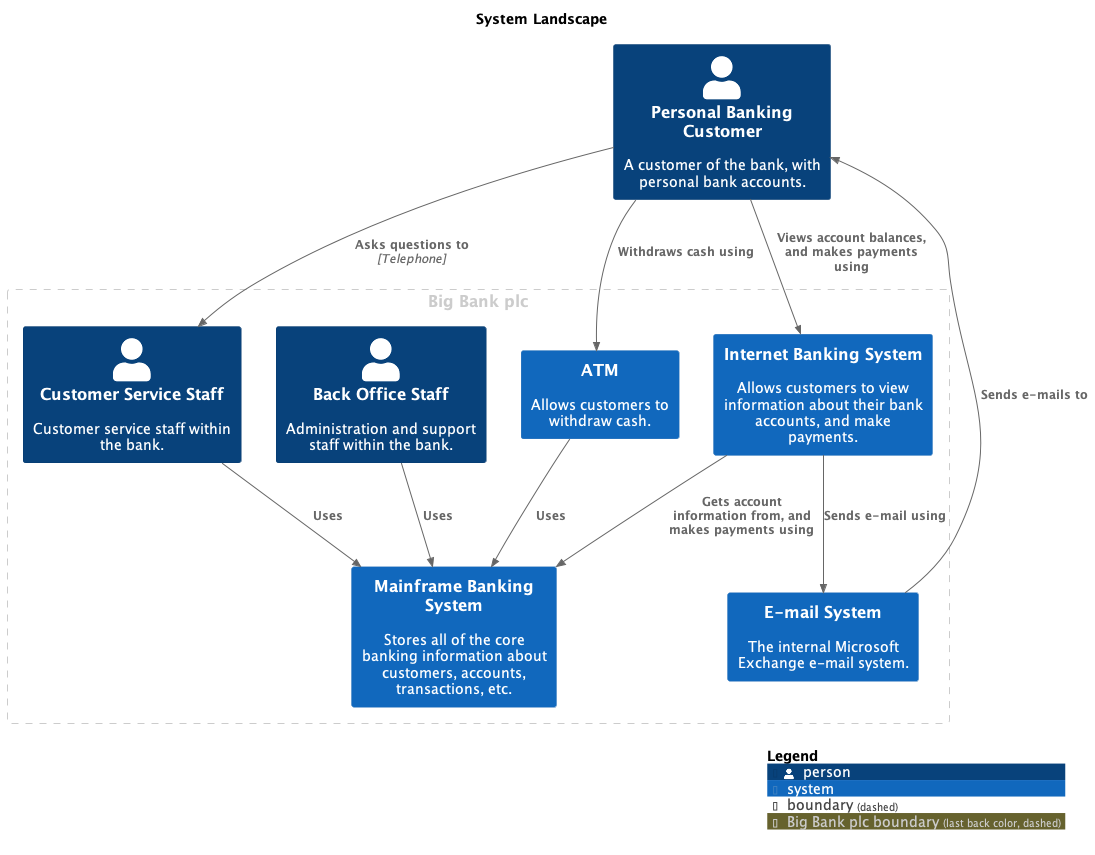 System Landscape
Personal Banking
Customer
A customer of the bank, with
personal bank accounts.
Asks questions to
[Telephone]
Withdraws cash using
Views account balances,
and makes payments
using
Big Bank plc
Customer Service Staff
Customer service staff within
the bank.
Back Office Staff
Administration and support
staff within the bank.
ATM
Allows customers to
withdraw cash.
Internet Banking System
Allows customers to view
information about their bank
accounts, and make
payments.
Sends e-mails to
Uses
Uses
Uses
Gets account
information from, and
makes payments using
Sends e-mail using
Mainframe Banking
System
Stores all of the core
banking information about
customers, accounts,
transactions, etc.
E-mail System
The internal Microsoft
Exchange e-mail system.
Legend
person
system
boundary (dashed)
Big Bank plc boundary (last back color, dashed)